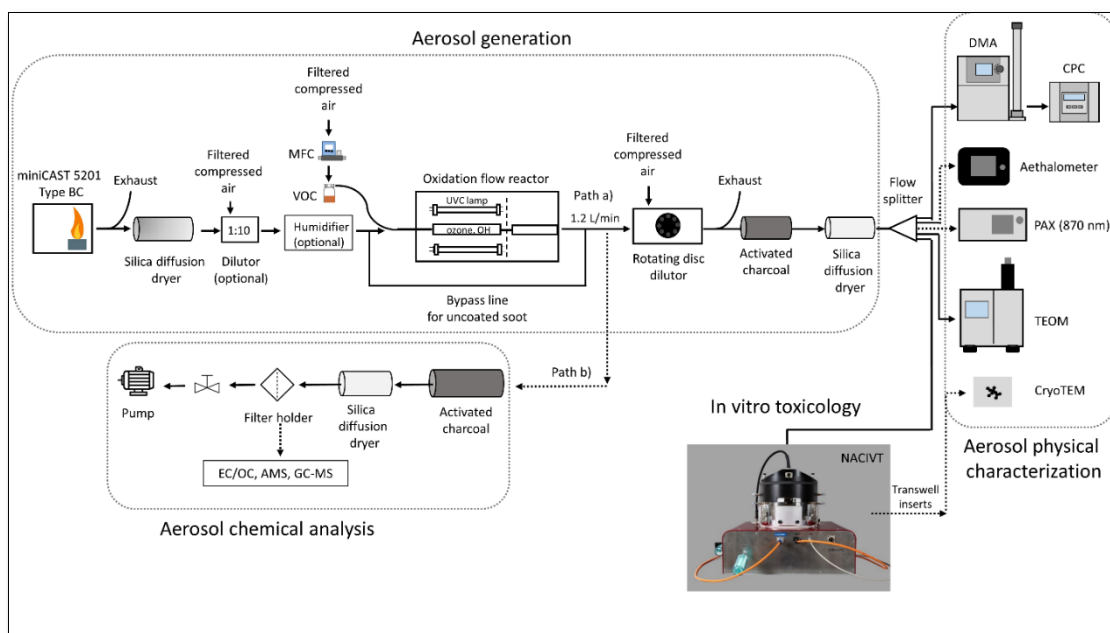 Aerosol generation
miniCAST 5201
Type BC
Exhaust
Silica diffusion
dryer
Filtered
compressed
air
1:10
Dilutor
(optional)
Filtered
compressed
air
MFC
VOC
Humidifier
(optional)
Oxidation flow reactor
UVC lamp
ozone, OH
Bypass line
for uncoated soot
Path a)
1.2 L/min
Filtered
compressed
air
Rotating disc
dilutor
Exhaust
Activated
charcoal
Silica
diffusion
dryer
Flow
splitter
DMA
CPC
Aethalometer
PAX (870 nm)
TEOM
CryoTEM
Aerosol physical
characterization
Path b)
Pump
Filter holder
Silica
diffusion
dryer
Activated
charcoal
EC/OC, AMS, GC-MS
Aerosol chemical analysis
In vitro toxicology
NACIVT
Transwell
inserts